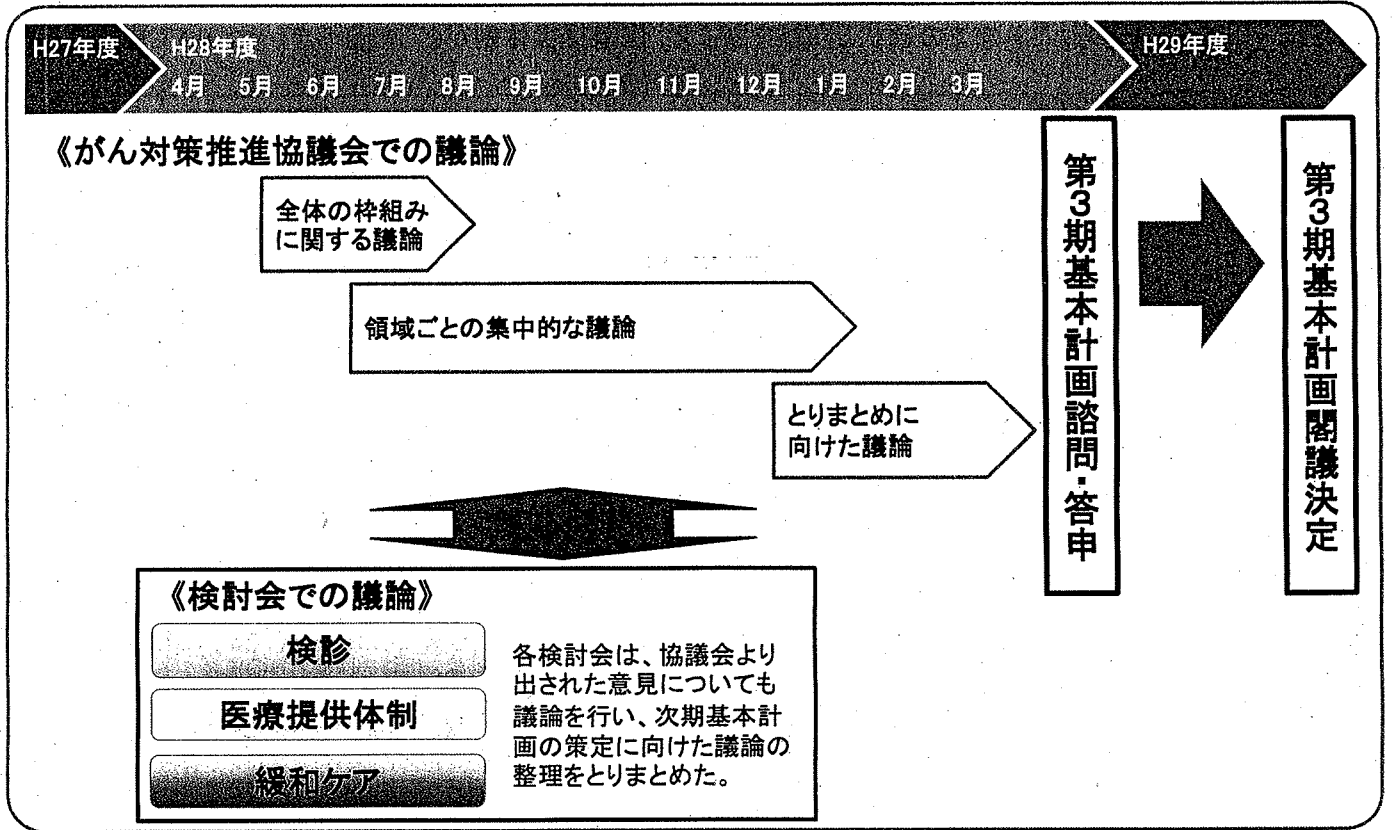 H27年度
H28年度
H29年度
4月 5月 6月 7月 8月 9月 10月 11月 12月 1月 2月 3月
《がん対策推進協議会での議論》
全体の枠組み
に関する議論
領域ごとの集中的な議論
とりまとめに
向けた議論
第3期基本計画諮問・答申
第3期基本計画閣議決定
《検討会での議論》
検診
医療提供体制
緩和ケア
各検討会は、協議会より
出された意見についても
議論を行い、次期基本計
画の策定に向けた議論の
整理をとりまとめた。